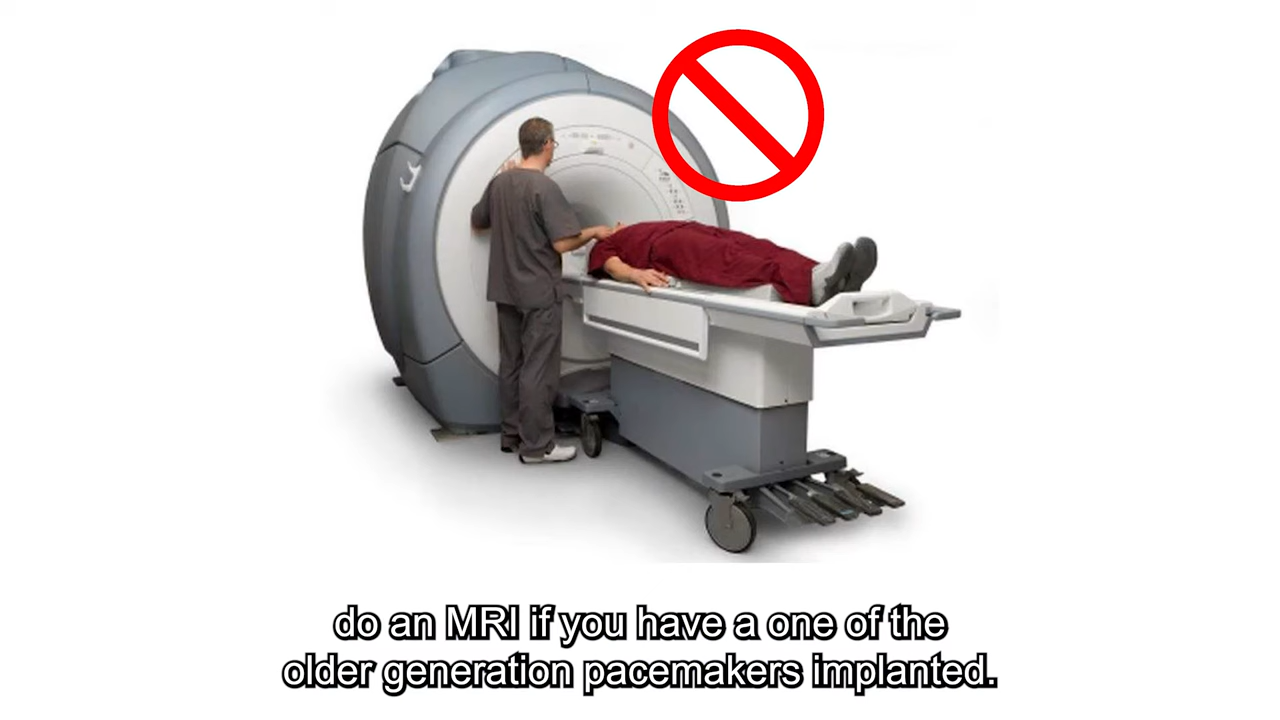 do an MRI if you have a one of the
older generation pacemakers implanted.